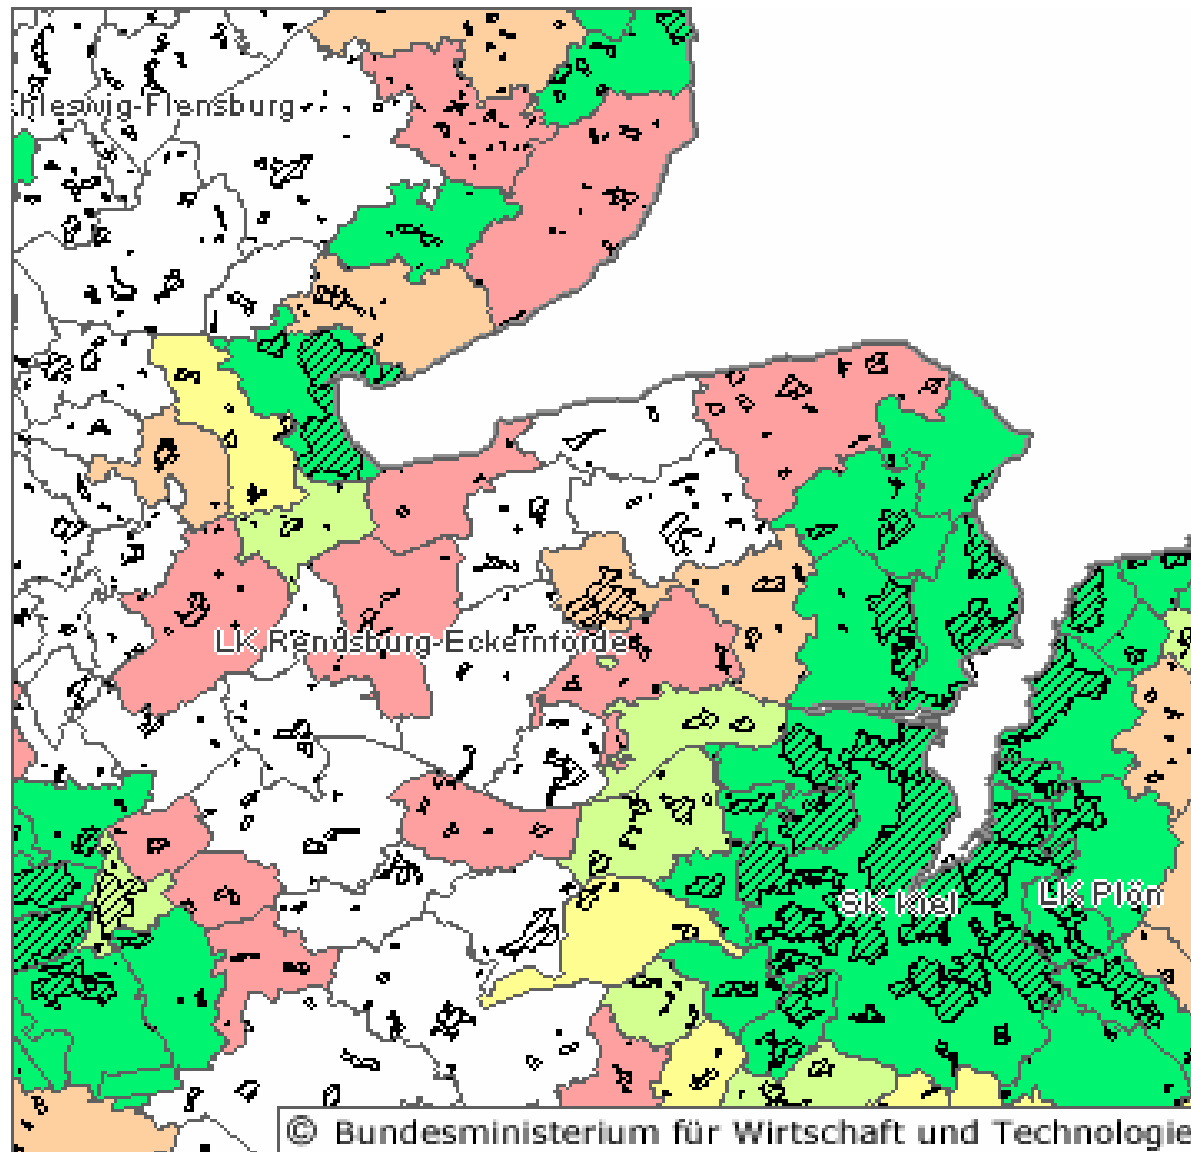 Schleswig-Flensburg
LK Rendsburg-Eckernförde
SK Kiel
LK Plön
© Bundesministerium für Wirtschaft und Technologie